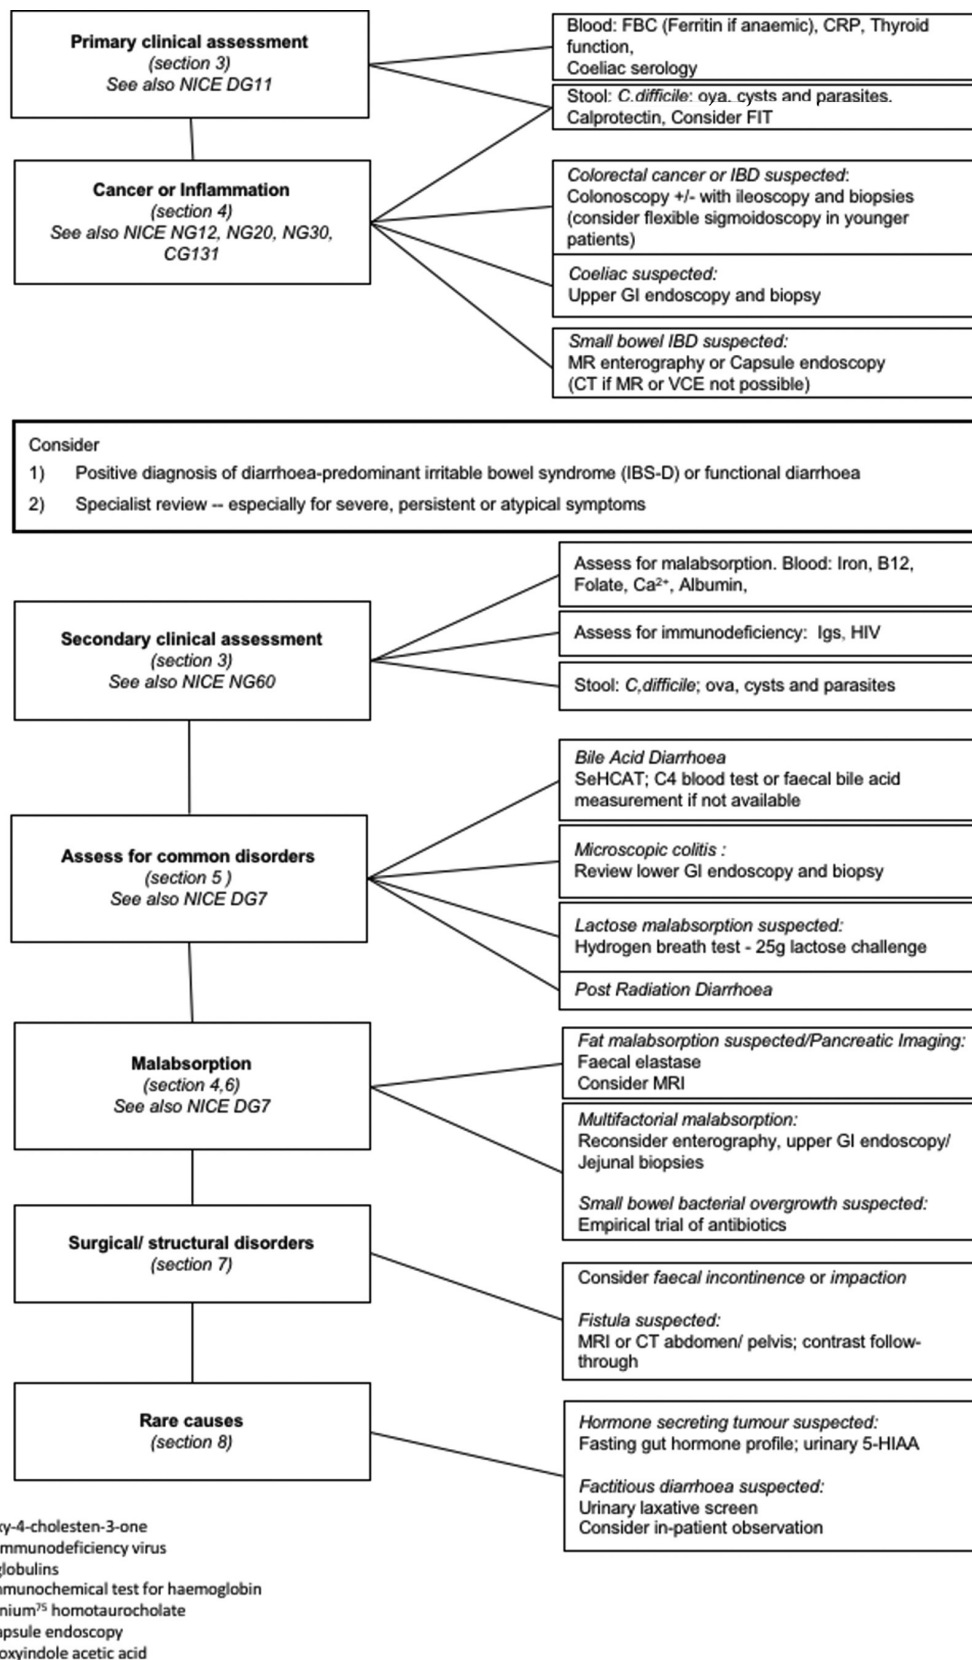 Primary clinical assessment
(section 3)
See also NICE DG11
Blood: FBC (Ferritin if anaemic), CRP, Thyroid
function,
Coeliac serology
Stool: C.difficile: ova, cysts and parasites.
Calprotectin, Consider FIT
Cancer or Inflammation
(section 4)
See also NICE NG12, NG20, NG30,
CG131
Colorectal cancer or IBD suspected:
Colonoscopy +/- with ileoscopy and biopsies
(consider flexible sigmoidoscopy in younger
patients)
Coeliac suspected:
Upper GI endoscopy and biopsy
Small bowel IBD suspected:
MR enterography or Capsule endoscopy
(CT if MR or VCE not possible)
Consider
1) Positive diagnosis of diarrhoea-predominant irritable bowel syndrome (IBS-D) or functional diarrhoea
2) Specialist review -- especially for severe, persistent or atypical symptoms
Secondary clinical assessment
(section 3)
See also NICE NG60
Assess for malabsorption. Blood: Iron, B12,
Folate, Ca²⁺, Albumin,
Assess for immunodeficiency: Igs, HIV
Stool: C,difficile; ova, cysts and parasites
Assess for common disorders
(section 5 )
See also NICE DG7
Bile Acid Diarrhoea
SeHCAT; C4 blood test or faecal bile acid
measurement if not available
Microscopic colitis :
Review lower GI endoscopy and biopsy
Lactose malabsorption suspected:
Hydrogen breath test - 25g lactose challenge
Post Radiation Diarrhoea
Malabsorption
(section 4,6)
See also NICE DG7
Fat malabsorption suspected/Pancreatic Imaging:
Faecal elastase
Consider MRI
Multifactorial malabsorption:
Reconsider enterography, upper GI endoscopy/
Jejunal biopsies
Small bowel bacterial overgrowth suspected:
Empirical trial of antibiotics
Surgical/ structural disorders
(section 7)
Consider faecal incontinence or impaction
Fistula suspected:
MRI or CT abdomen/ pelvis; contrast follow-
through
Rare causes
(section 8)
Hormone secreting tumour suspected:
Fasting gut hormone profile; urinary 5-HIAA
Factitious diarrhoea suspected:
Urinary laxative screen
Consider in-patient observation
xy-4-cholesten-3-one
mmunodeficiency virus
globulins
mmunochemical test for haemoglobin
nium⁷⁵ homotaurocholate
apsule endoscopy
oxyindole acetic acid